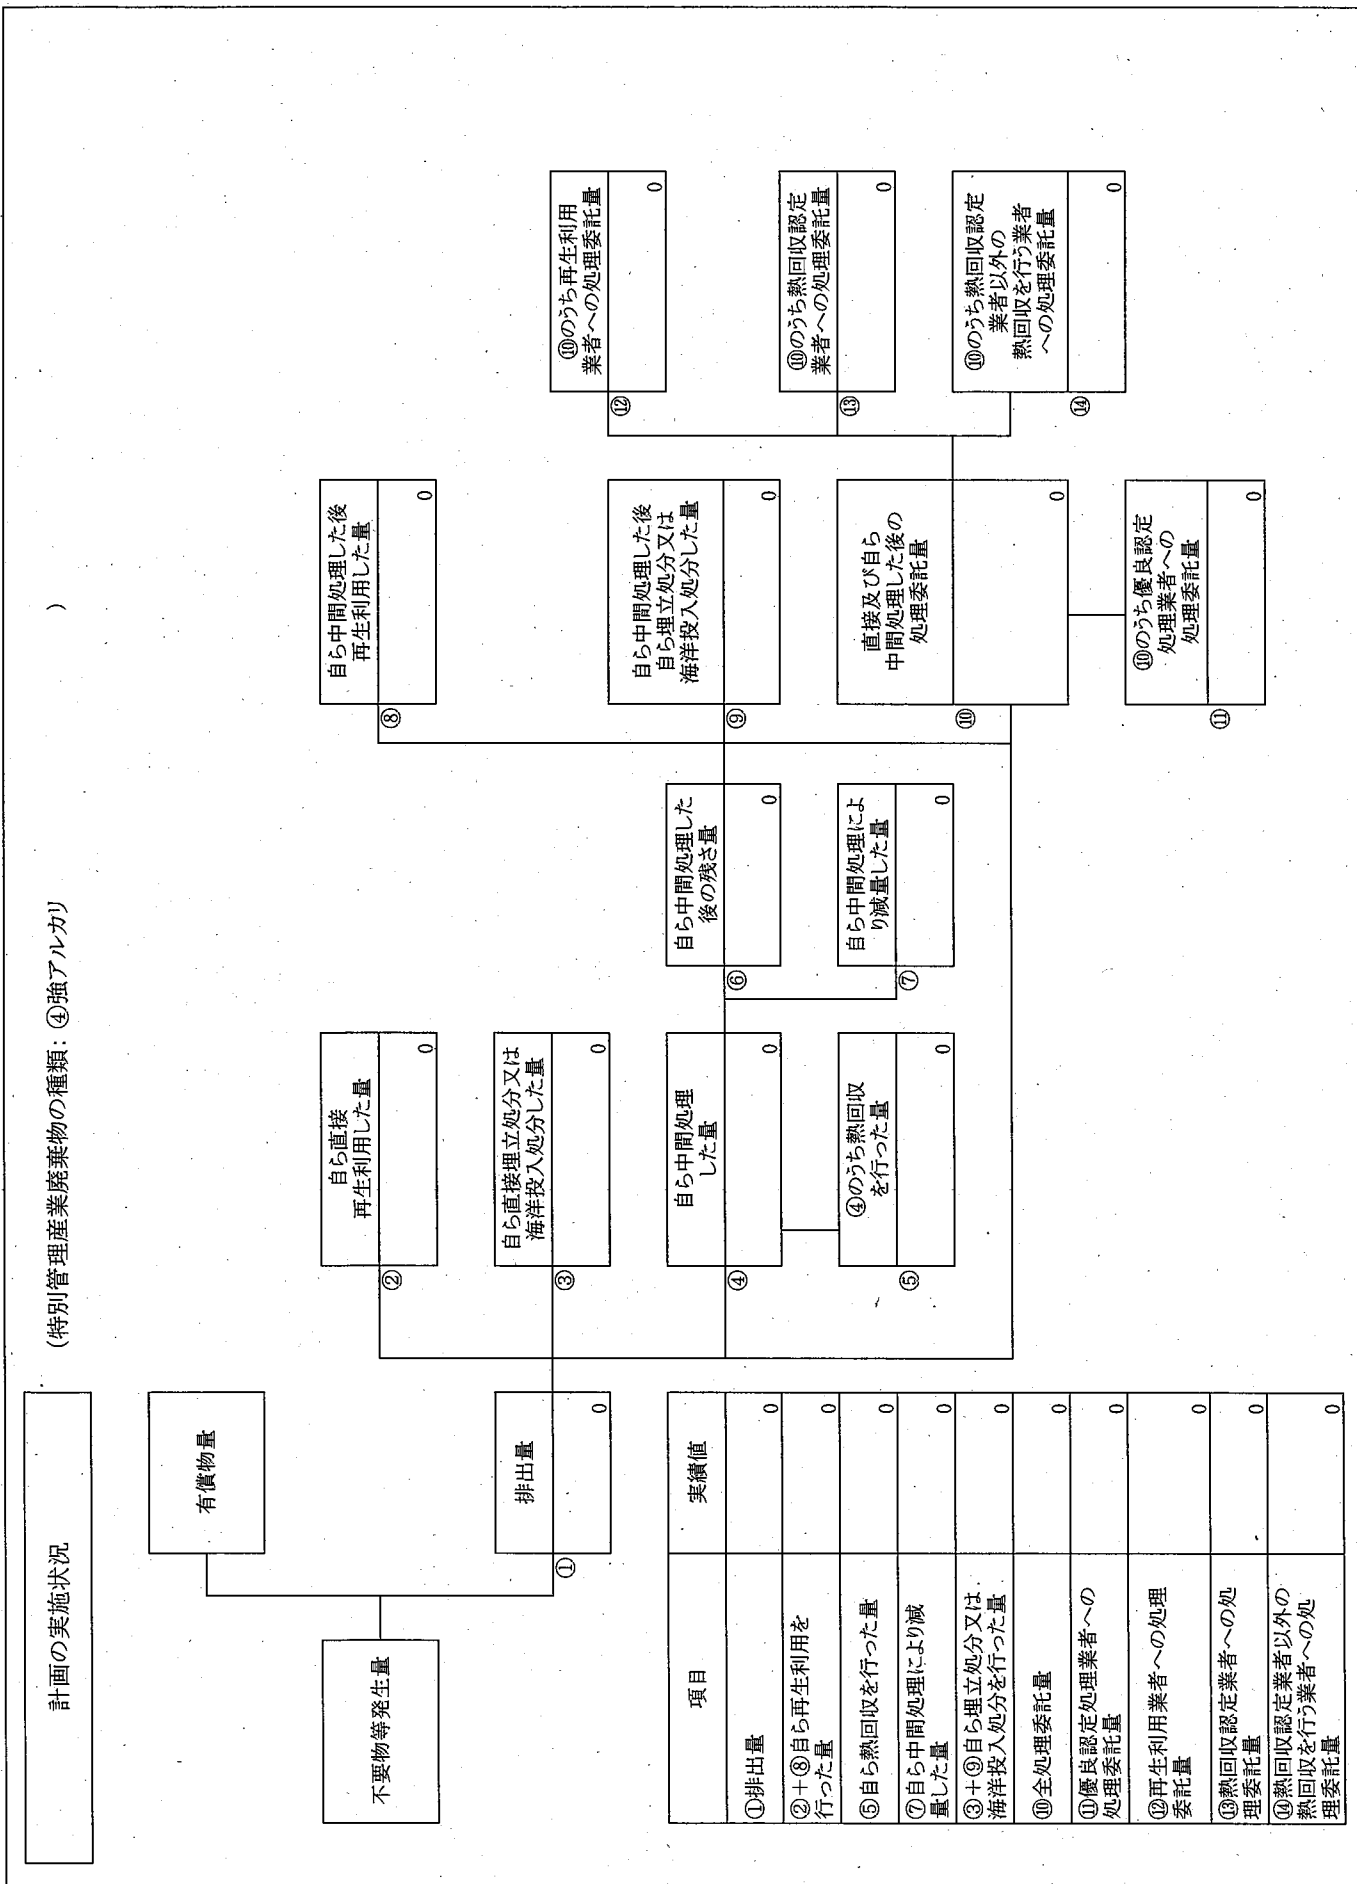 計画の実施状況
(特別管理産業廃棄物の種類: ④強アルカリ
)
不要物等発生量
有償物量
排出量
①
0
自ら直接
再生利用した量
②
0
自ら直接埋立処分又は
海洋投入処分した量
③
0
自ら中間処理
した量
④
0
④のうち熱回収
を行った量
⑤
0
自ら中間処理した
後の残さ量
⑥
0
自ら中間処理によ
り減量した量
⑦
0
自ら中間処理した後
再生利用した量
⑧
0
自ら中間処理した後
自ら埋立処分又は
海洋投入処分した量
⑨
0
直接及び自ら
中間処理した後の
処理委託量
⑩
0
⑩のうち優良認定
処理業者への
処理委託量
⑪
0
⑩のうち再生利用
業者への処理委託量
⑫
0
⑩のうち熱回収認定
業者への処理委託量
⑬
0
⑩のうち熱回収認定
業者以外の
熱回収を行う業者
への処理委託量
⑭
0
項目 実績値
①排出量 0
②+⑧自ら再生利用を
行った量 0
⑤自ら熱回収を行った量 0
⑦自ら中間処理により減
量した量 0
③+⑨自ら埋立処分又は
海洋投入処分を行った量 0
⑩全処理委託量 0
⑪優良認定処理業者への
処理委託量 0
⑫再生利用業者への処理
委託量 0
⑬熱回収認定業者への処
理委託量 0
⑭熱回収認定業者以外の
熱回収を行う業者への処
理委託量 0